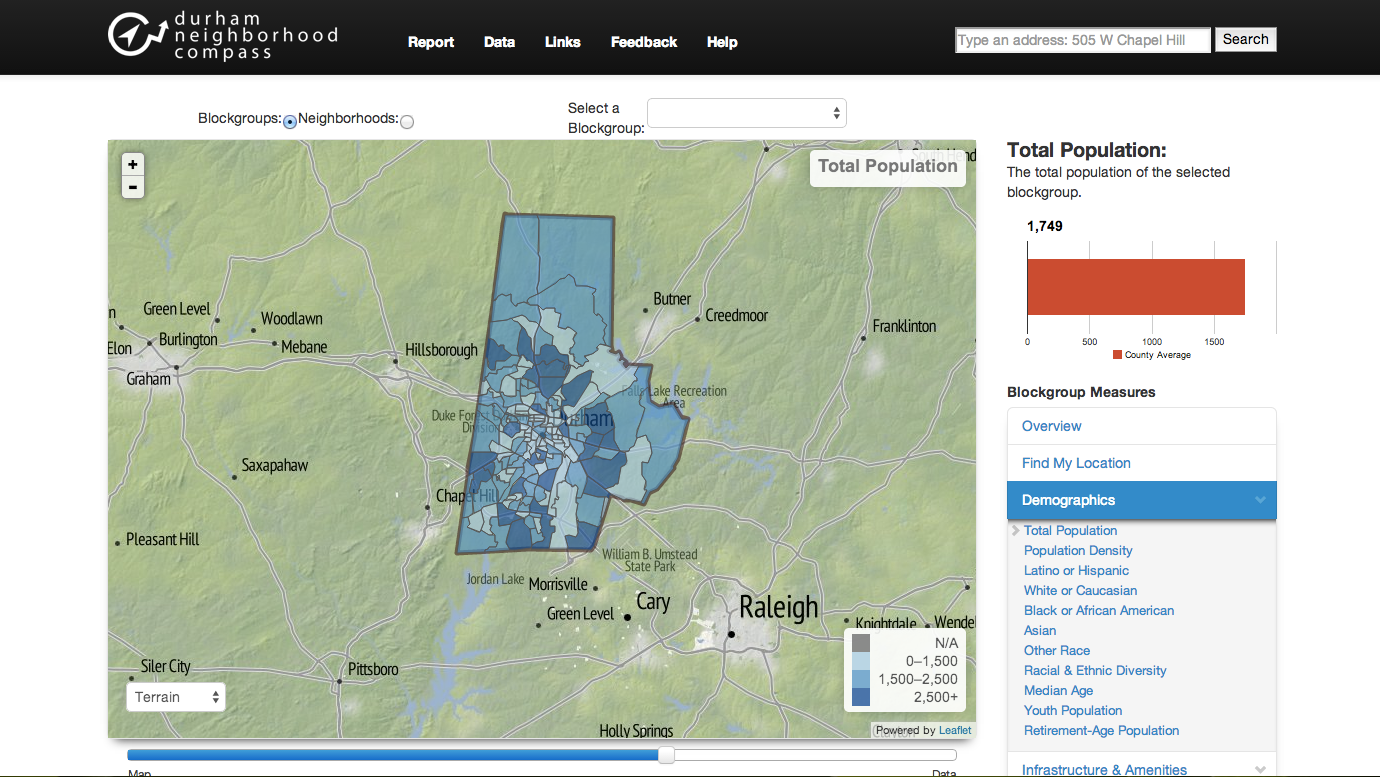 durham
neighborhood
compass
Report Data Links Feedback Help
Type an address: 505 W Chapel Hill Search
Blockgroups: Neighborhoods:
Select a
Blockgroup:
+
-
Total Population
Butner
Creedmoor
Franklinton
Green Level
Woodlawn
Burlington
Mebane
Elon
Graham
Hillsborough
Falls Lake Recreation
Area
Duke Forest
Division
Saxapahaw
Chapel Hill
Pleasant Hill
William B. Umstead
State Park
Jordan Lake
Morrisville
Green Level
Cary
Raleigh
Knightdale
Siler City
Pittsboro
Holly Springs
Terrain
N/A
0–1,500
1,500–2,500
2,500+
Powered by Leaflet
Map Data
Total Population:
The total population of the selected
blockgroup.
1,749
0 500 1000 1500
County Average
Blockgroup Measures
Overview
Find My Location
Demographics
Total Population
Population Density
Latino or Hispanic
White or Caucasian
Black or African American
Asian
Other Race
Racial & Ethnic Diversity
Median Age
Youth Population
Retirement-Age Population
Infrastructure & Amenities